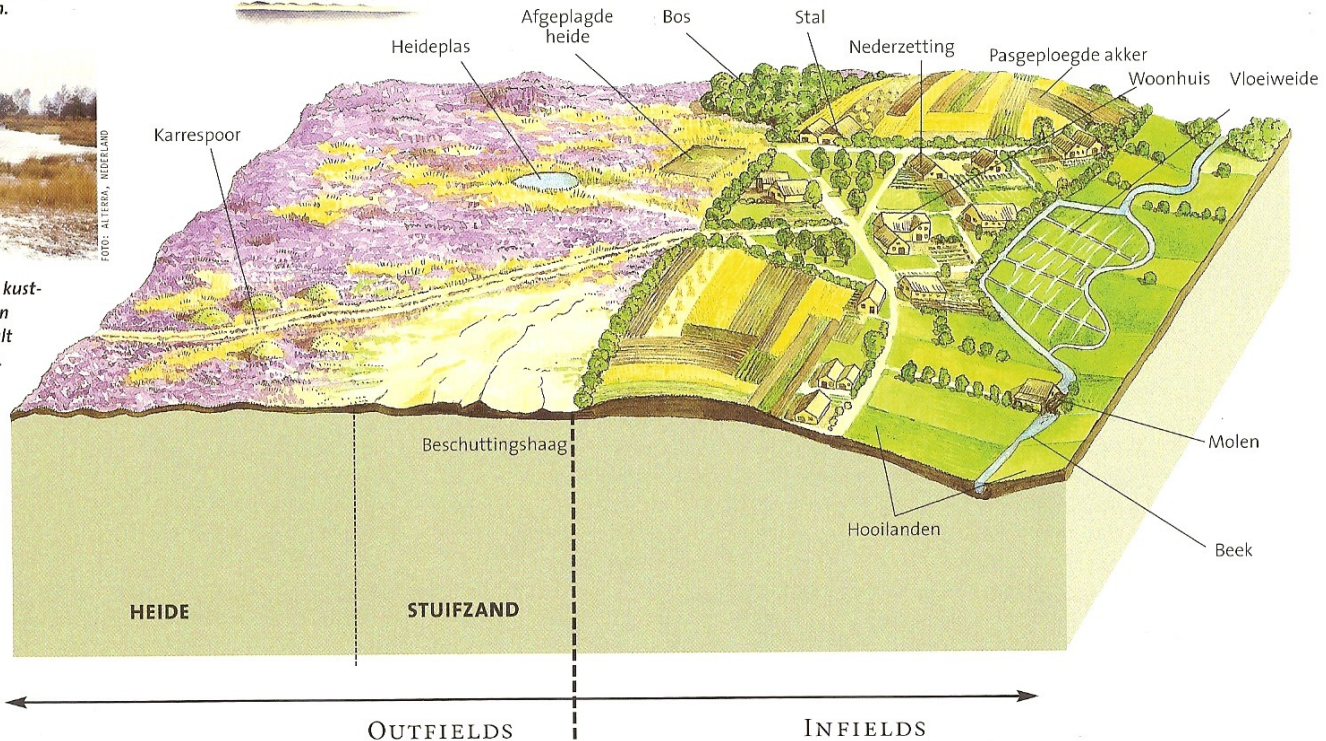 n.
FOTO: ALTERRA, NEDERLAND
kust-
n
lt
Afgeplagde
heide
Bos
Stal
Heideplas
Nederzetting
Pasgeploegde akker
Woonhuis
Vloeiweide
Karrespoor
Beschuttingshaag
Molen
Hooilanden
Beek
HEIDE
STUIFZAND
OUTFIELDS
INFIELDS